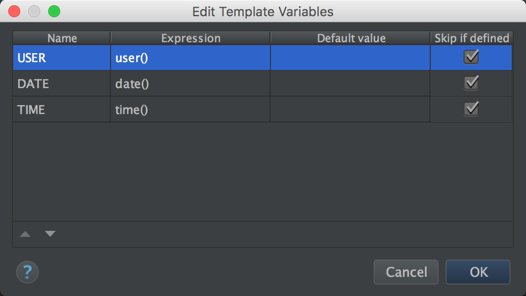 Edit Template Variables
Name Expression Default value Skip if defined
USER user()
DATE date()
TIME time()
?
Cancel OK